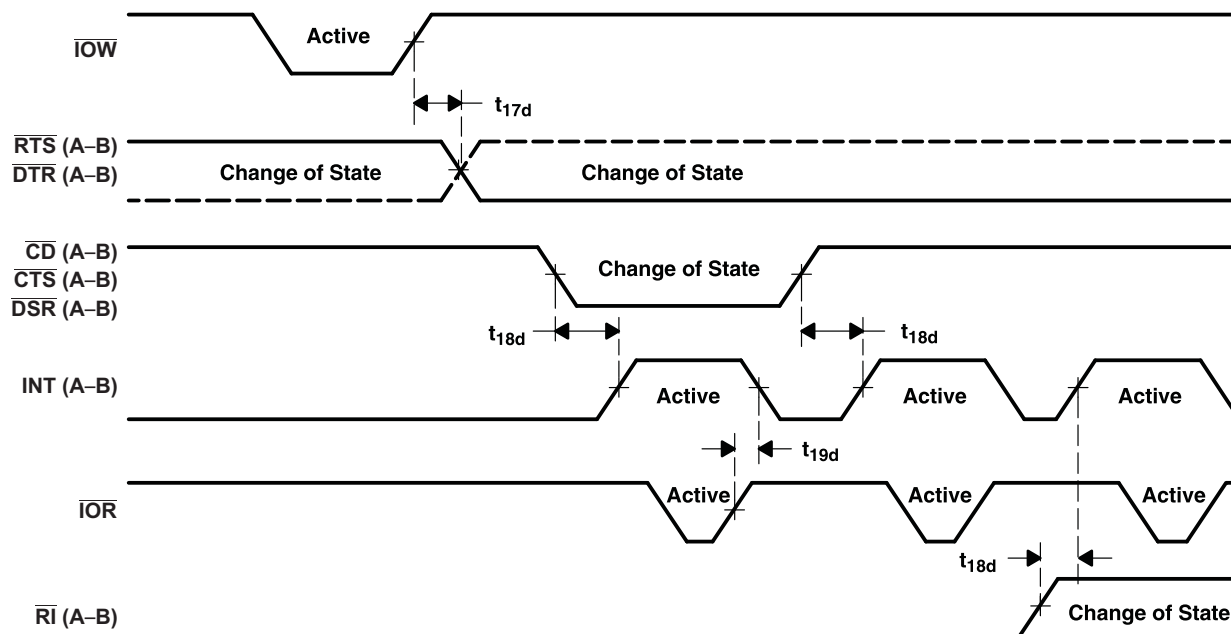 IOW
Active
t17d
RTS (A–B)
DTR (A–B)
Change of State
Change of State
CD (A–B)
CTS (A–B)
DSR (A–B)
Change of State
t18d
t18d
INT (A–B)
Active
Active
Active
t19d
IOR
Active
Active
Active
t18d
RI (A–B)
Change of State